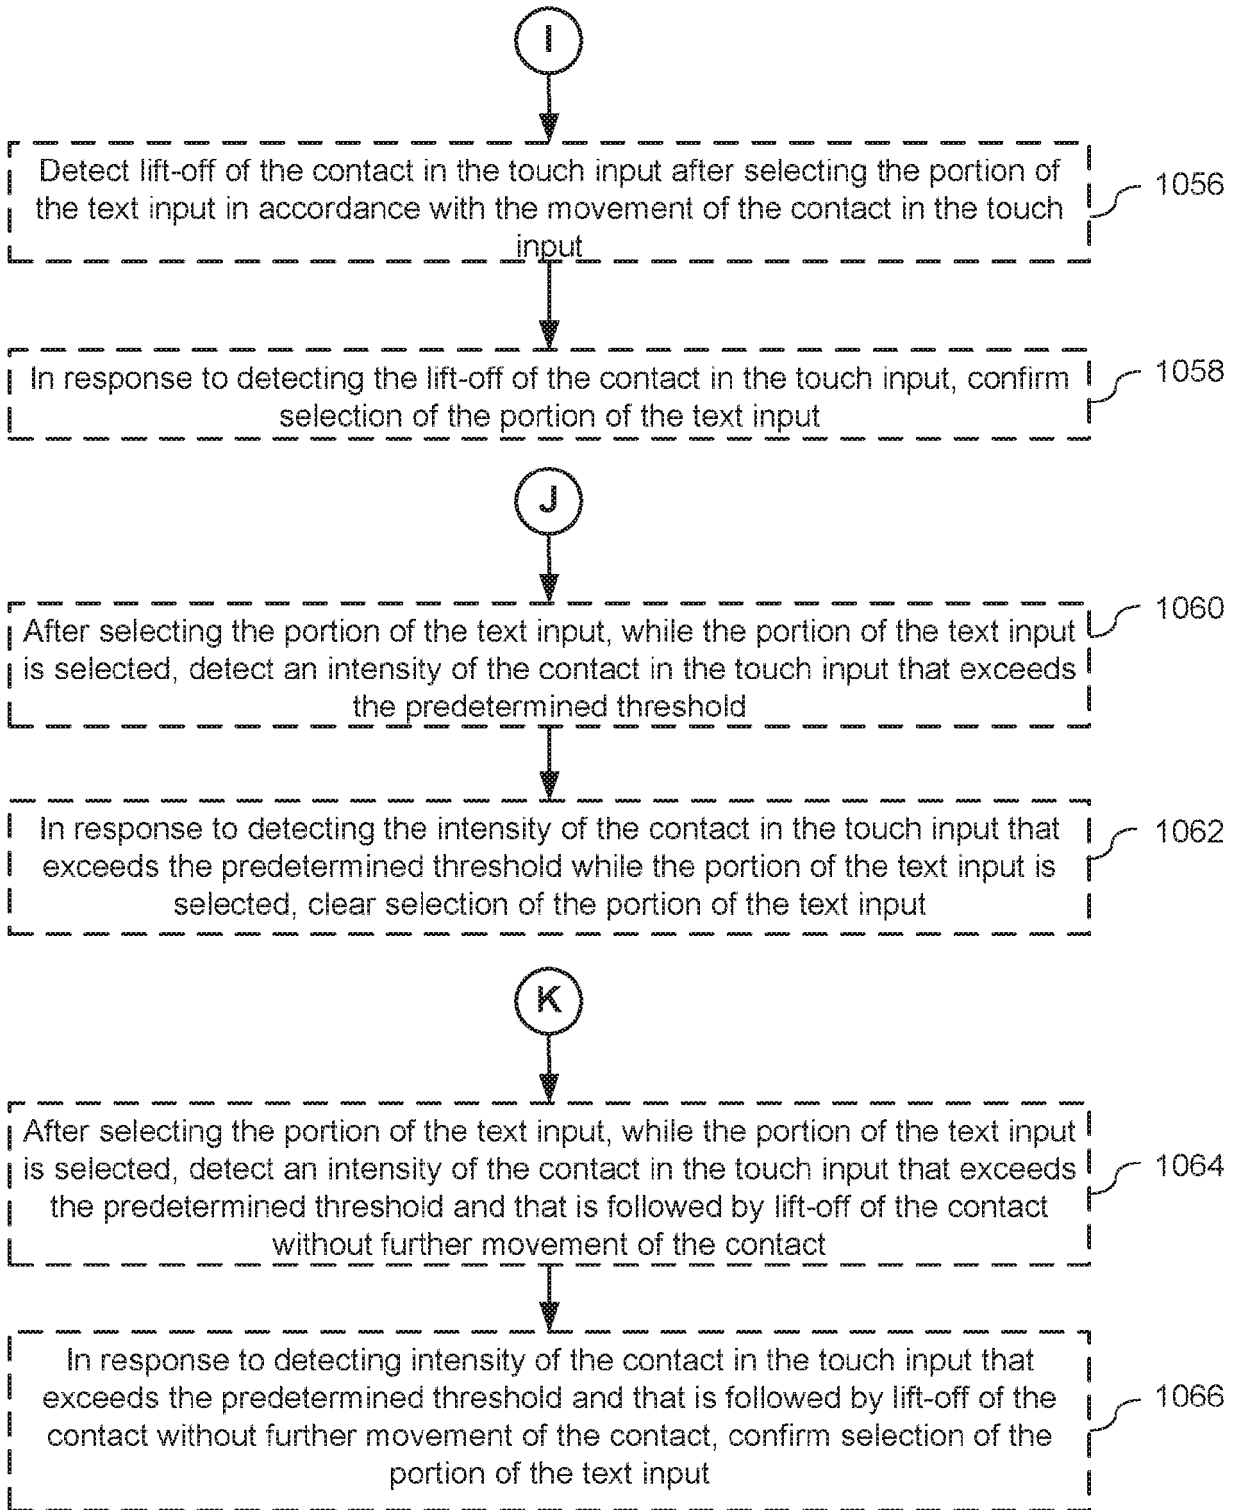 I
Detect lift-off of the contact in the touch input after selecting the portion of
the text input in accordance with the movement of the contact in the touch
input
1056
In response to detecting the lift-off of the contact in the touch input, confirm
selection of the portion of the text input
1058
J
After selecting the portion of the text input, while the portion of the text input
is selected, detect an intensity of the contact in the touch input that exceeds
the predetermined threshold
1060
In response to detecting the intensity of the contact in the touch input that
exceeds the predetermined threshold while the portion of the text input is
selected, clear selection of the portion of the text input
1062
K
After selecting the portion of the text input, while the portion of the text input
is selected, detect an intensity of the contact in the touch input that exceeds
the predetermined threshold and that is followed by lift-off of the contact
without further movement of the contact
1064
In response to detecting intensity of the contact in the touch input that
exceeds the predetermined threshold and that is followed by lift-off of the
contact without further movement of the contact, confirm selection of the
portion of the text input
1066